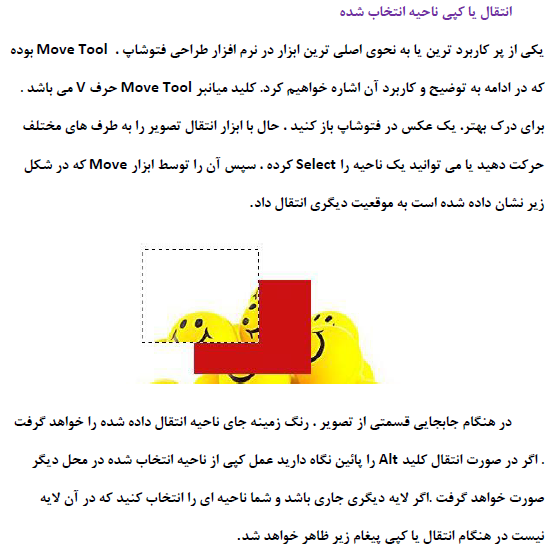 انتقال یا کپی ناحیه انتخاب شده
یکی از پر کاربرد ترین یا به نحوی اصلی ترین ابزار در نرم افزار طراحی فتوشاپ ، Move Tool بوده
که در ادامه به توضیح و کاربرد آن اشاره خواهیم کرد. کلید میانبر Move Tool حرف V می باشد .
برای درک بهتر، یک عکس در فتوشاپ باز کنید ، حال با ابزار انتقال تصویر را به طرف های مختلف
حرکت دهید یا می توانید یک ناحیه را Select کرده ، سپس آن را توسط ابزار Move که در شکل
زیر نشان داده شده است به موقعیت دیگری انتقال داد.
در هنگام جابجایی قسمتی از تصویر ، رنگ زمینه جای ناحیه انتقال داده شده را خواهد گرفت
. اگر در صورت انتقال کلید Alt را پائین نگاه دارید عمل کپی از ناحیه انتخاب شده در محل دیگر
صورت خواهد گرفت .اگر لایه دیگری جاری باشد و شما ناحیه ای را انتخاب کنید که در آن لایه
نیست در هنگام انتقال یا کپی پیغام زیر ظاهر خواهد شد.